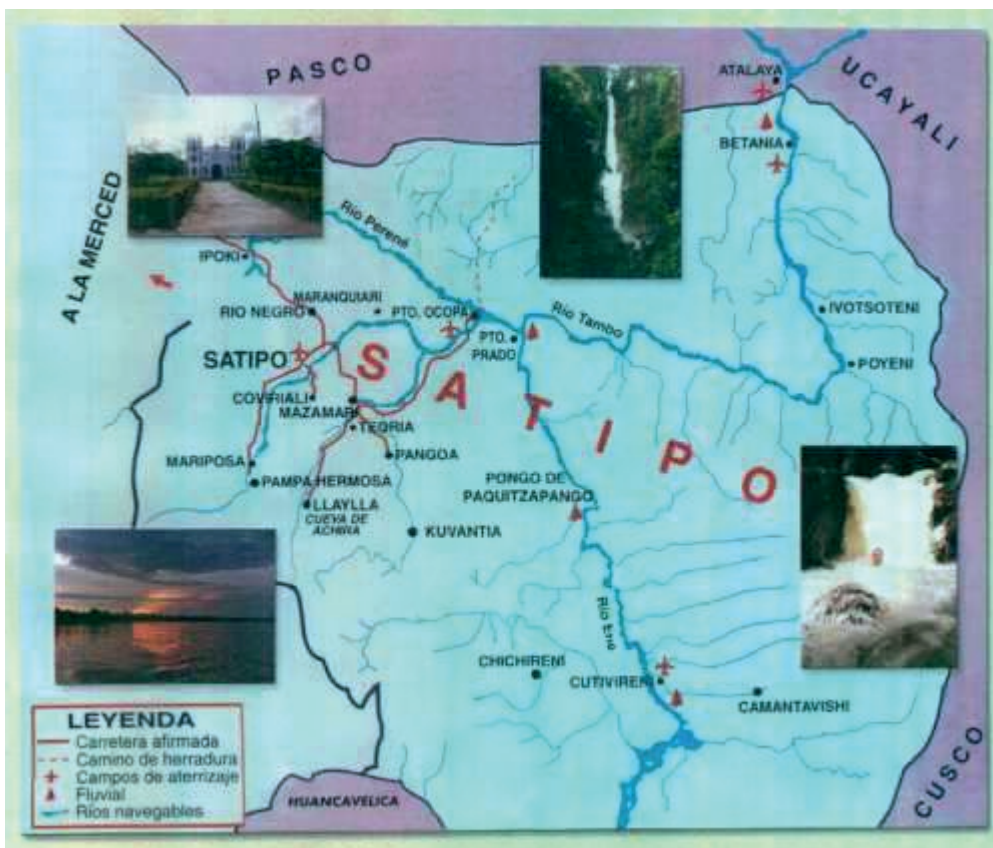 PASCO
UCAYALI
ATALAYA
BETANIA
A LA MERCED
Río Perené
IPOKI
MARANQUIARI
RIO NEGRO
PTO. OCOPA
Río Tambo
IVOTSOTENI
PTO.
PRADO
SATIPO
POYENI
SATIPO
COVIRIALI
MAZAMARI
TEORIA
PANGOA
MARIPOSA
PAMPA HERMOSA
PONGO DE
PAQUITZAPANGO
LLAYLLA
CUEVA DE
ACHIRA
KUVANTIA
Río Ene
CHICHIRENI
CUTIVIRENI
CAMANTAVISHI
CUSCO
HUANCAVELICA
LEYENDA
Carretera afirmada
Camino de herradura
Campos de aterrizaje
Fluvial
Ríos navegables